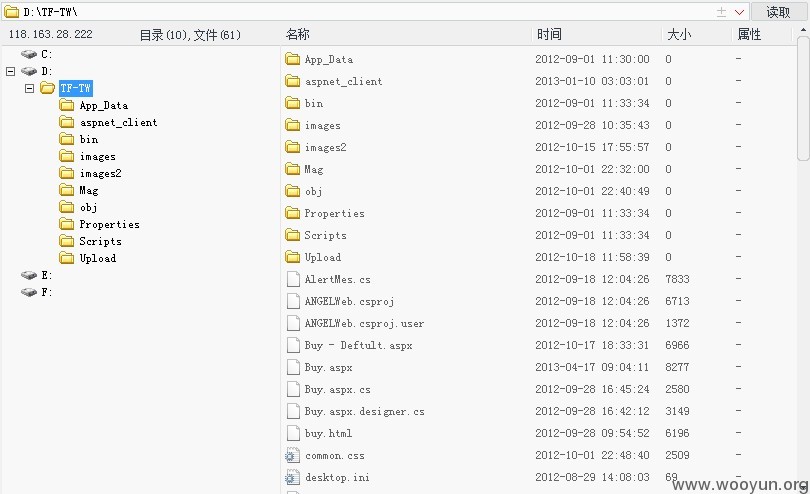 D:\TF-TW\ 读取
118.163.28.222 目录(10),文件(61) 名称 时间 大小 属性
C:
D:
TF-TW
App_Data
aspnet_client
bin
images
images2
Mag
obj
Properties
Scripts
Upload
E:
F:
App_Data 2012-09-01 11:30:00 0 -
aspnet_client 2013-01-10 03:03:01 0 -
bin 2012-09-01 11:33:34 0 -
images 2012-09-28 10:35:43 0 -
images2 2012-10-15 17:55:57 0 -
Mag 2012-10-01 22:32:00 0 -
obj 2012-10-01 22:40:49 0 -
Properties 2012-09-01 11:33:34 0 -
Scripts 2012-09-01 11:33:34 0 -
Upload 2012-10-18 11:58:39 0 -
AlertMes.cs 2012-09-18 12:04:26 7833 -
ANGELWeb.csproj 2012-09-18 12:04:26 6713 -
ANGELWeb.csproj.user 2012-09-18 12:04:26 1372 -
Buy - Deftult.aspx 2012-10-17 18:33:31 6966 -
Buy.aspx 2013-04-17 09:04:11 8277 -
Buy.aspx.cs 2012-09-28 16:45:24 2580 -
Buy.aspx.designer.cs 2012-09-28 16:42:12 3149 -
buy.html 2012-09-28 09:54:52 6196 -
common.css 2012-10-01 22:48:40 2509 -
desktop.ini 2012-08-29 14:08:03 69 -
www.wooyun.org